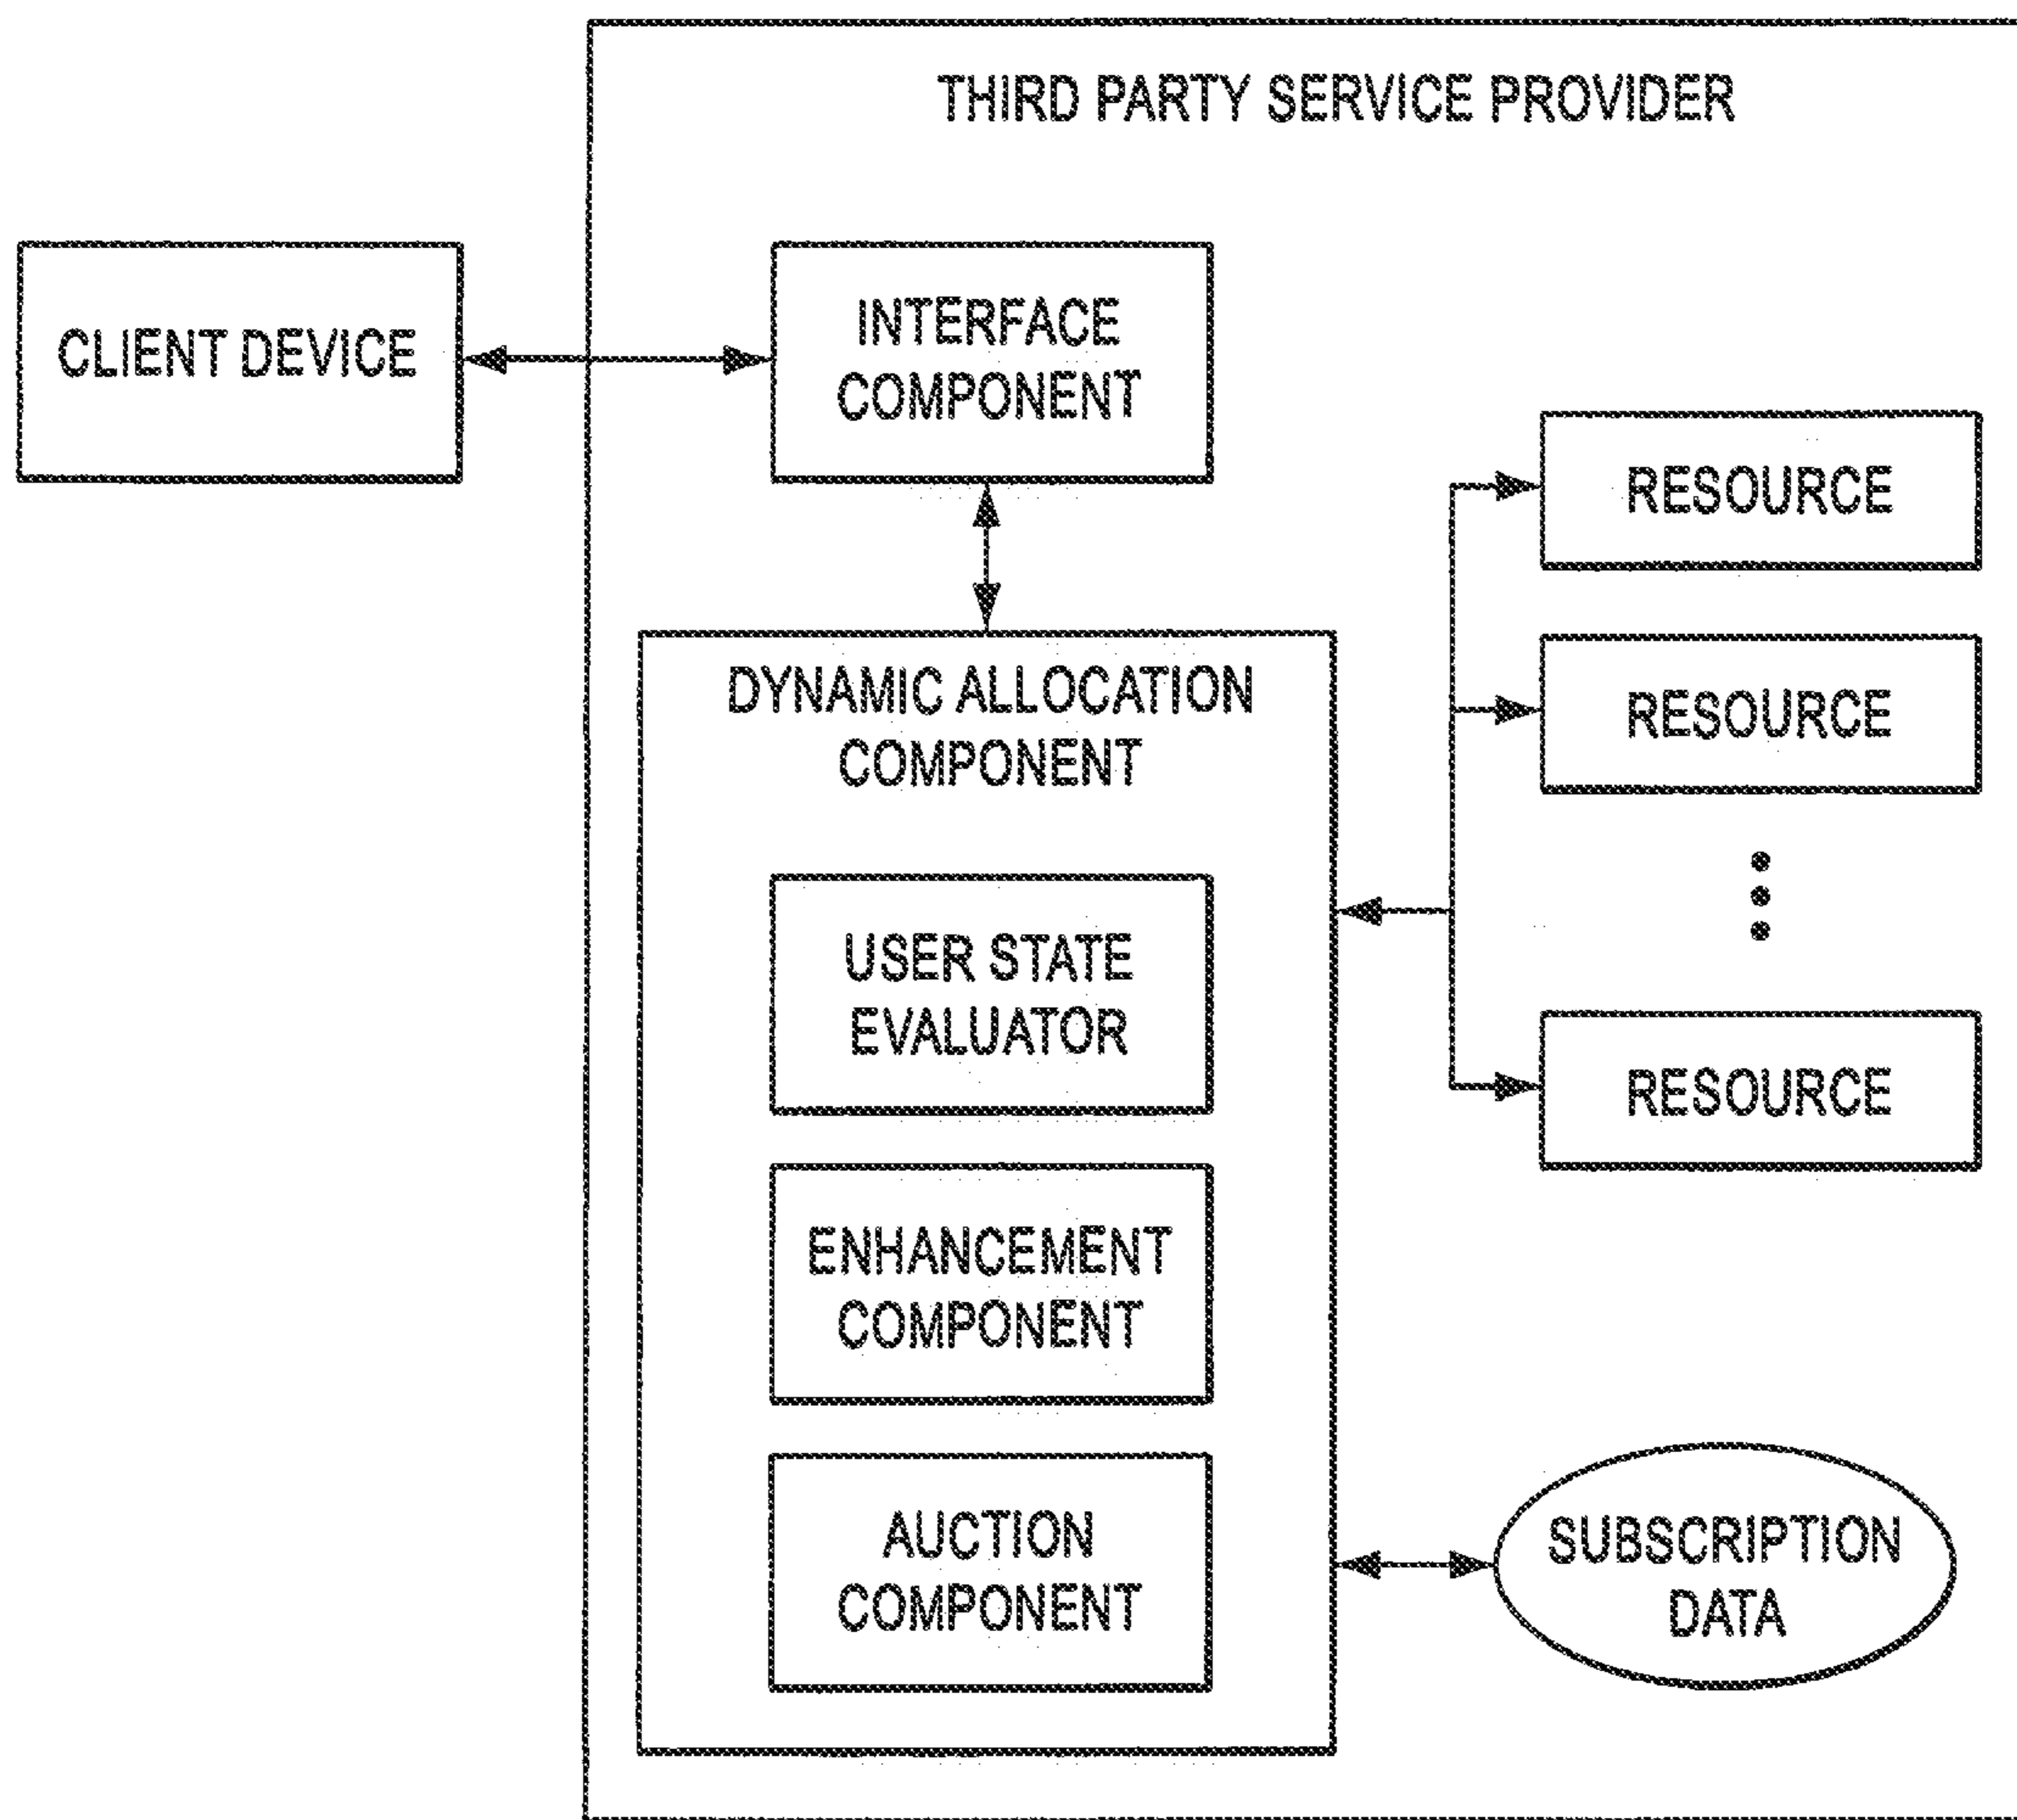 THIRD PARTY SERVICE PROVIDER
CLIENT DEVICE
INTERFACE
COMPONENT
RESOURCE
DYNAMIC ALLOCATION
COMPONENT
RESOURCE
USER STATE
EVALUATOR
RESOURCE
ENHANCEMENT
COMPONENT
AUCTION
COMPONENT
SUBSCRIPTION
DATA